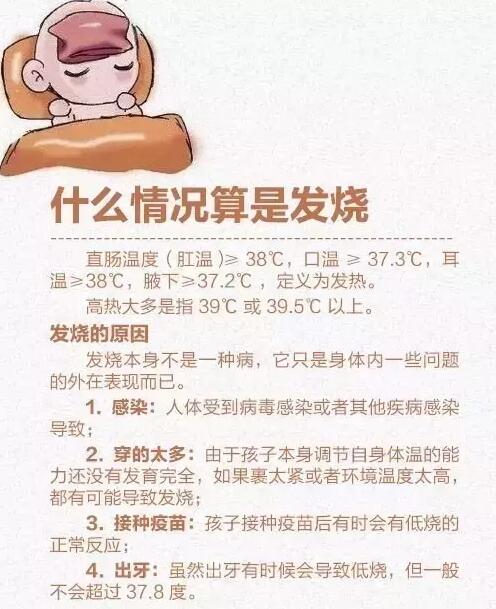 什么情况算是发烧
直肠温度（肛温）≥ 38℃，口温 ≥ 37.3℃，耳
温≥38℃，腋下≥37.2℃ ，定义为发热。
高热大多是指 39℃ 或 39.5℃ 以上。
发烧的原因
发烧本身不是一种病，它只是身体内一些问题
的外在表现而已。
1. 感染：人体受到病毒感染或者其他疾病感染
导致；
2. 穿的太多：由于孩子本身调节自身体温的能
力还没有发育完全，如果裹太紧或者环境温度太高，
都有可能导致发烧；
3. 接种疫苗：孩子接种疫苗后有时会有低烧的
正常反应；
4. 出牙：虽然出牙有时候会导致低烧，但一般
不会超过 37.8 度。